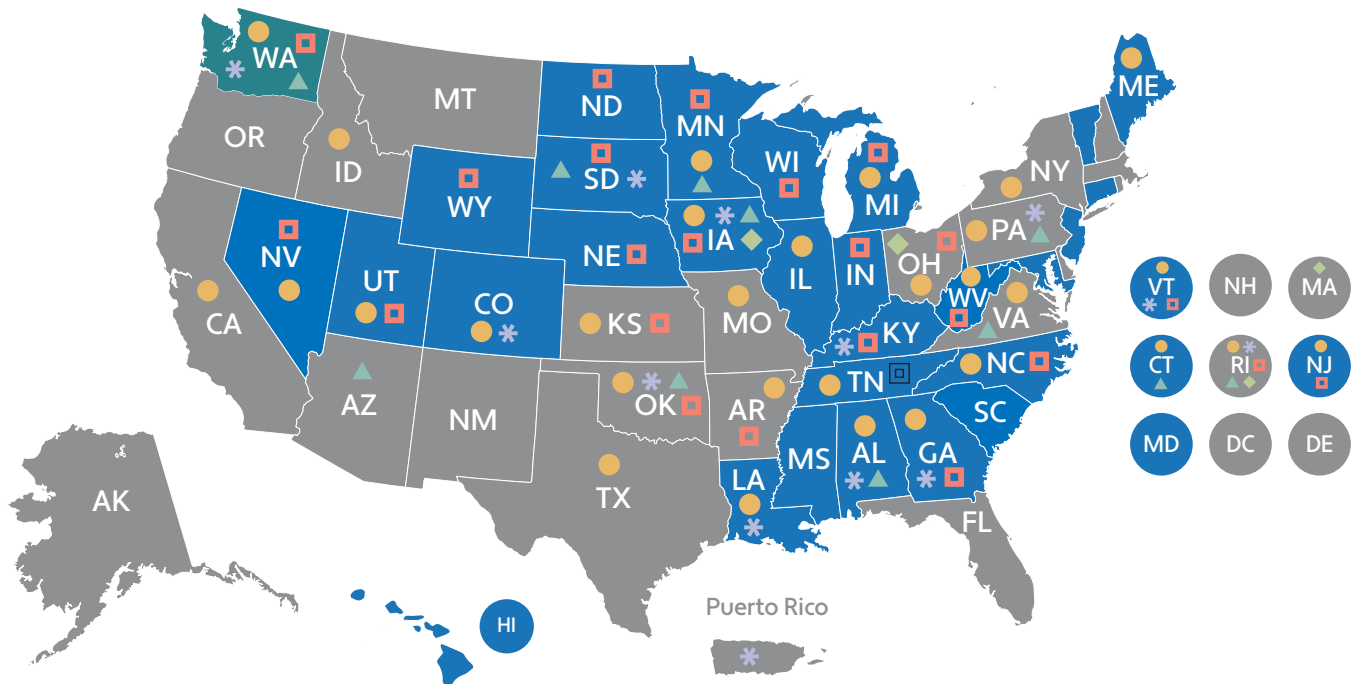 WA
MT
ND
MN
ME
OR
ID
SD
WI
NY
WY
MI
NV
NE
IA
PA
UT
CO
IL
IN
OH
WV
VA
CA
KS
MO
KY
AZ
NM
OK
AR
TN
NC
SC
TX
LA
MS
AL
GA
FL
AK
VT
NH
MA
CT
RI
NJ
MD
DC
DE
HI
Puerto Rico